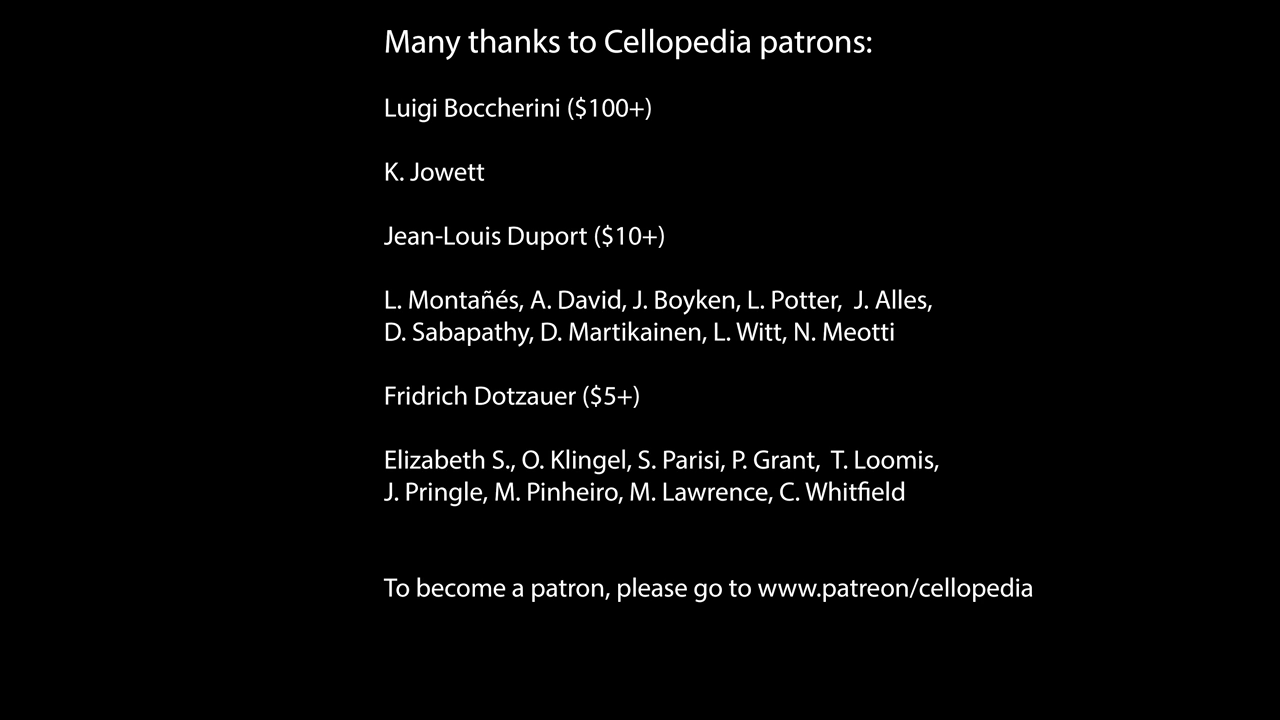 Many thanks to Cellopedia patrons:
Luigi Boccherini ($100+)
K. Jowett
Jean-Louis Duport ($10+)
L. Montañés, A. David, J. Boyken, L. Potter,  J. Alles,
D. Sabapathy, D. Martikainen, L. Witt, N. Meotti
Fridrich Dotzauer ($5+)
Elizabeth S., O. Klingel, S. Parisi, P. Grant,  T. Loomis,
J. Pringle, M. Pinheiro, M. Lawrence, C. Whitfield
To become a patron, please go to www.patreon/cellopedia